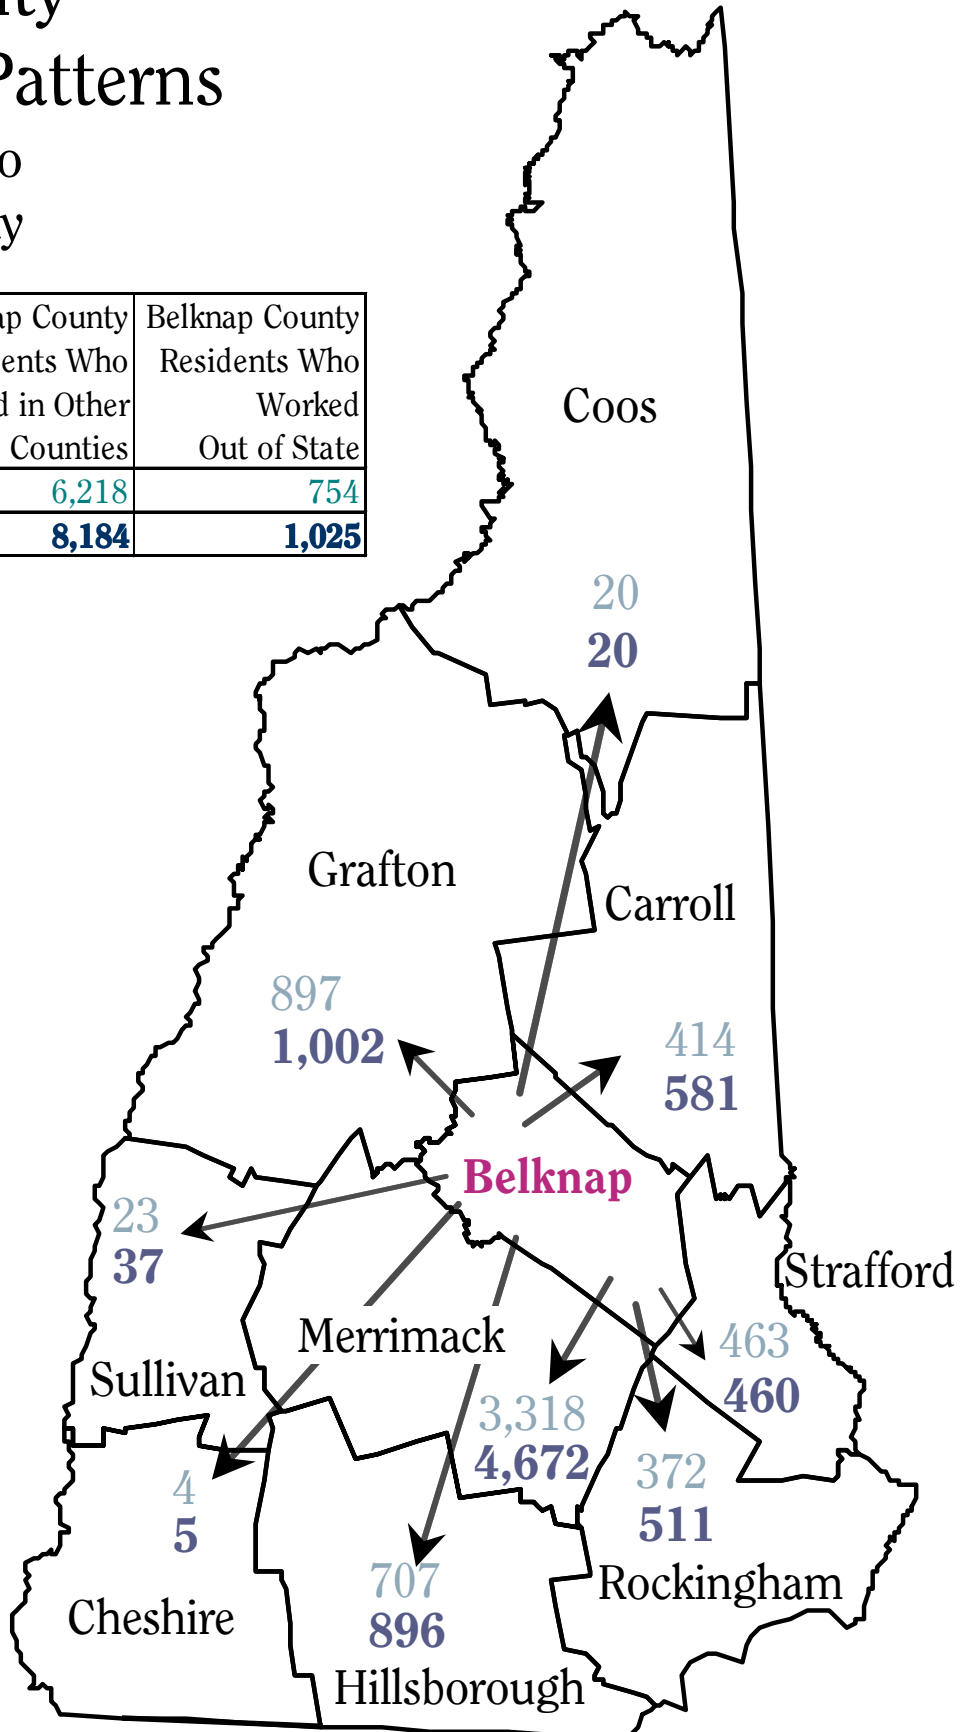 Patterns
Belknap County
Residents Who
Worked
Out of State
County
Who
in Other
Counties
6,218 754
8,184 1,025
Coos
20
20
Grafton
Carroll
897
1,002
414
581
Belknap
23
37
Strafford
Merrimack
463
460
Sullivan
3,318
4,672
372
511
4
5
Rockingham
707
896
Cheshire
Hillsborough